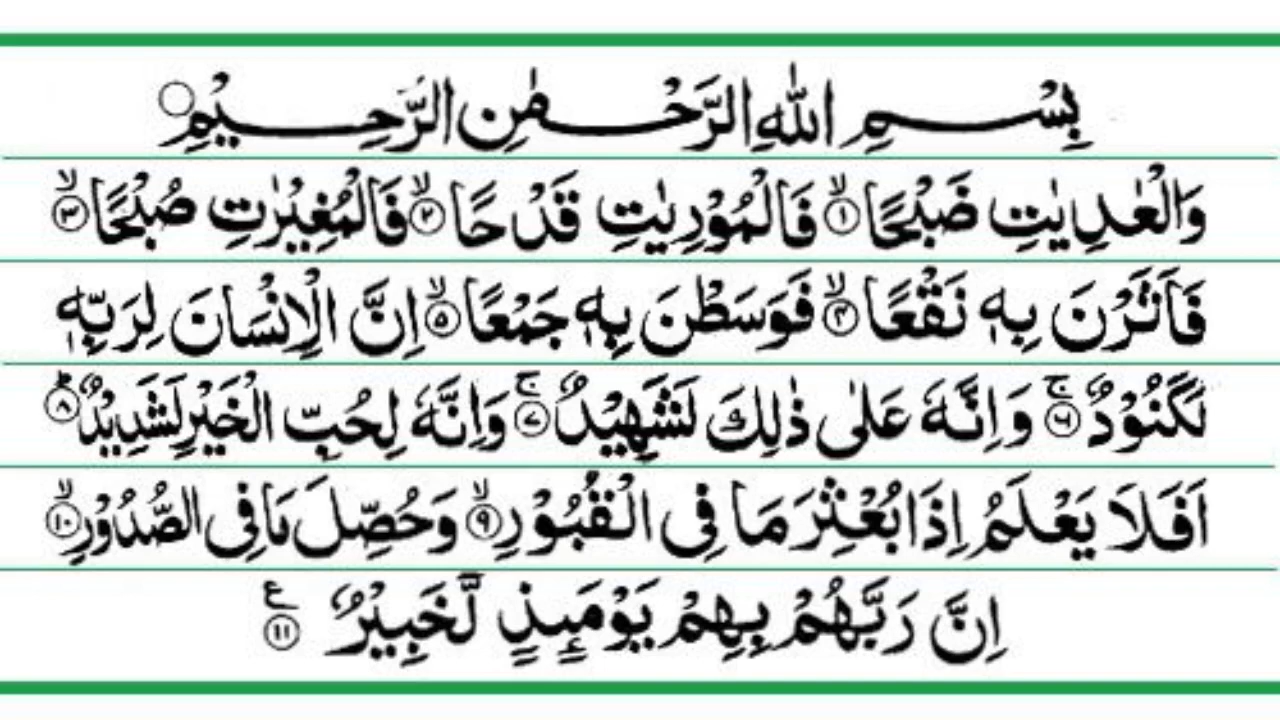 بِسْمِ اللهِ الرَّحْمٰنِ الرَّحِيْمِ ۝
وَالْعٰدِيٰتِ ضَبْحًا ۙ﴿۱﴾ فَالْمُوْرِيٰتِ قَدْحًا ۙ﴿۲﴾ فَالْمُغِيْرٰتِ صُبْحًا ۙ﴿۳﴾
فَاَثَرْنَ بِهٖ نَقْعًا ۙ﴿۴﴾ فَوَسَطْنَ بِهٖ جَمْعًا ۙ﴿۵﴾ اِنَّ الْاِنْسَانَ لِرَبِّهٖ
لَكَنُوْدٌ ۚ﴿۶﴾ وَاِنَّهٗ عَلٰى ذٰلِكَ لَشَهِيْدٌ ۚ﴿۷﴾ وَاِنَّهٗ لِحُبِّ الْخَيْرِ لَشَدِيْدٌ ؕ﴿۸﴾
اَفَلَا يَعْلَمُ اِذَا بُعْثِرَ مَا فِى الْقُبُوْرِ ۙ﴿۹﴾ وَحُصِّلَ مَا فِى الصُّدُوْرِ ۙ﴿۱۰﴾
اِنَّ رَبَّهُمْ بِهِمْ يَوْمَئِذٍ لَّخَبِيْرٌ ﴿۱۱﴾ ع